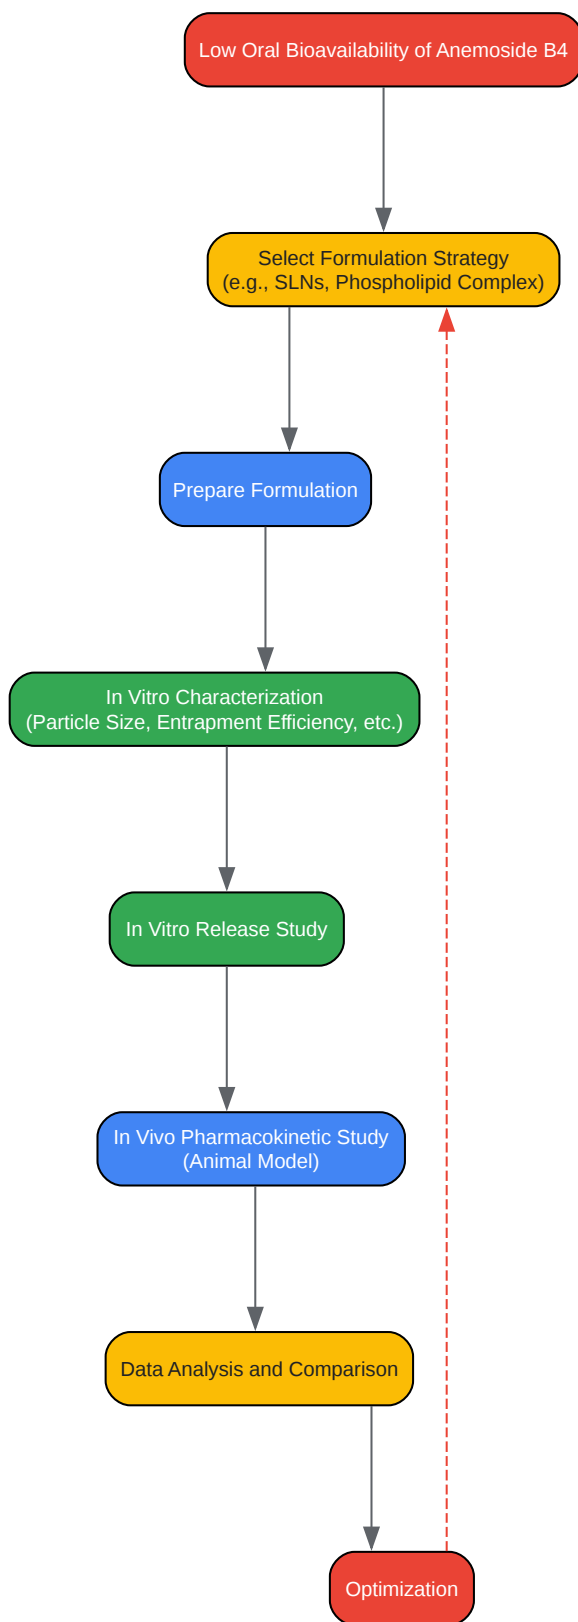 Low Oral Bioavailability of Anemoside B4
Select Formulation Strategy
(e.g., SLNs, Phospholipid Complex)
Prepare Formulation
In Vitro Characterization
(Particle Size, Entrapment Efficiency, etc.)
In Vitro Release Study
In Vivo Pharmacokinetic Study
(Animal Model)
Data Analysis and Comparison
Optimization